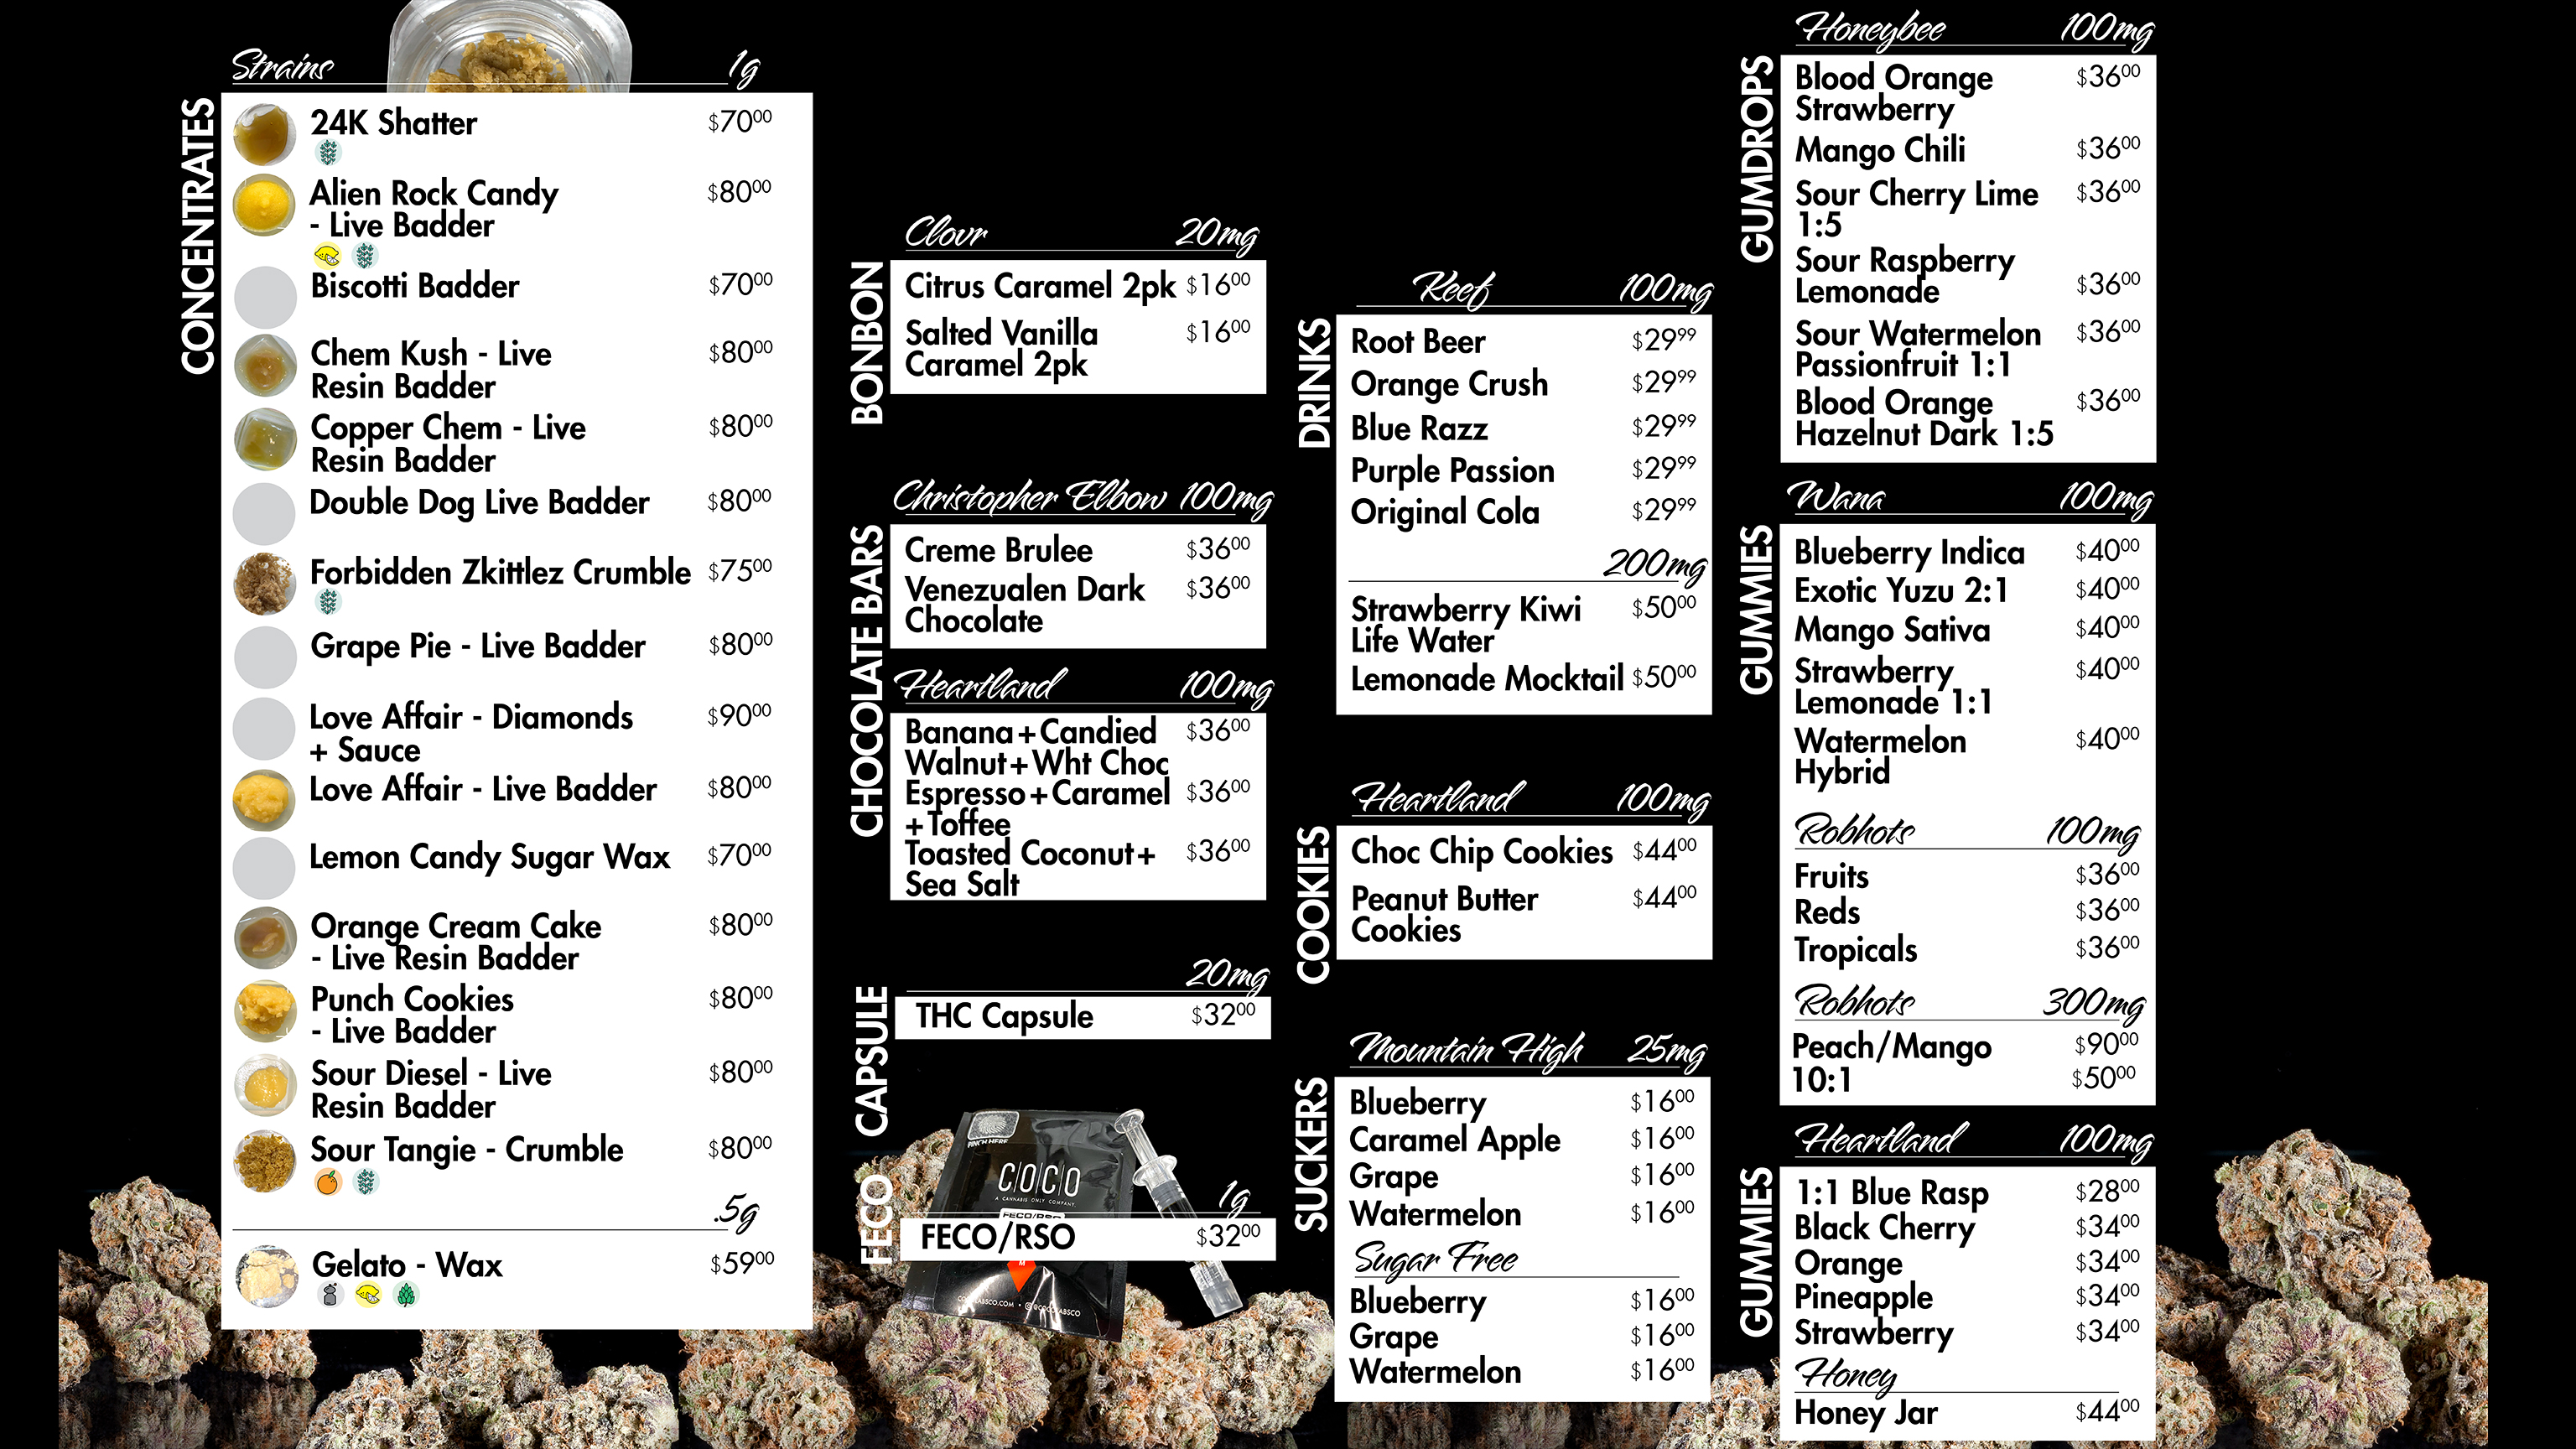 CONCENTRATES
Strains 1g
24K Shatter $70.00
Alien Rock Candy $80.00
- Live Badder
Biscotti Badder $70.00
Chem Kush - Live $80.00
Resin Badder
Copper Chem - Live $80.00
Resin Badder
Double Dog Live Badder $80.00
Forbidden Zkittlez Crumble $75.00
Grape Pie - Live Badder $80.00
Love Affair - Diamonds $90.00
+ Sauce
Love Affair - Live Badder $80.00
Lemon Candy Sugar Wax $70.00
Orange Cream Cake $80.00
- Live Resin Badder
Punch Cookies $80.00
- Live Badder
Sour Diesel - Live $80.00
Resin Badder
Sour Tangie - Crumble $80.00
.5g
Gelato - Wax $59.00
BONBON
Clovr 20mg
Citrus Caramel 2pk $16.00
Salted Vanilla $16.00
Caramel 2pk
CHOCOLATE BARS
Christopher Elbow 100mg
Creme Brulee $36.00
Venezualen Dark $36.00
Chocolate
Heartland 100mg
Banana+Candied $36.00
Walnut+Wht Choc
Espresso+Caramel $36.00
+Toffee
Toasted Coconut+ $36.00
Sea Salt
CAPSULE
20mg
THC Capsule $32.00
FECO
PINCH HERE
C|O|C|O
A CANNABIS ONLY COMPANY
FECO/RSO
1g
FECO/RSO $32.00
DRINKS
Keef 100mg
Root Beer $29.99
Orange Crush $29.99
Blue Razz $29.99
Purple Passion $29.99
Original Cola $29.99
200mg
Strawberry Kiwi $50.00
Life Water
Lemonade Mocktail $50.00
COOKIES
Heartland 100mg
Choc Chip Cookies $44.00
Peanut Butter $44.00
Cookies
SUCKERS
Mountain High 25mg
Blueberry $16.00
Caramel Apple $16.00
Grape $16.00
Watermelon $16.00
Sugar Free
Blueberry $16.00
Grape $16.00
Watermelon $16.00
GUMDROPS
Honeybee 100mg
Blood Orange $36.00
Strawberry
Mango Chili $36.00
Sour Cherry Lime $36.00
1:5
Sour Raspberry
Lemonade $36.00
Sour Watermelon $36.00
Passionfruit 1:1
Blood Orange $36.00
Hazelnut Dark 1:5
GUMMIES
Wana 100mg
Blueberry Indica $40.00
Exotic Yuzu 2:1 $40.00
Mango Sativa $40.00
Strawberry $40.00
Lemonade 1:1
Watermelon $40.00
Hybrid
Robhots 100mg
Fruits $36.00
Reds $36.00
Tropicals $36.00
Robhots 300mg
Peach/Mango $90.00
10:1 $50.00
GUMMIES
Heartland 100mg
1:1 Blue Rasp $28.00
Black Cherry $34.00
Orange $34.00
Pineapple $34.00
Strawberry $34.00
Honey
Honey Jar $44.00